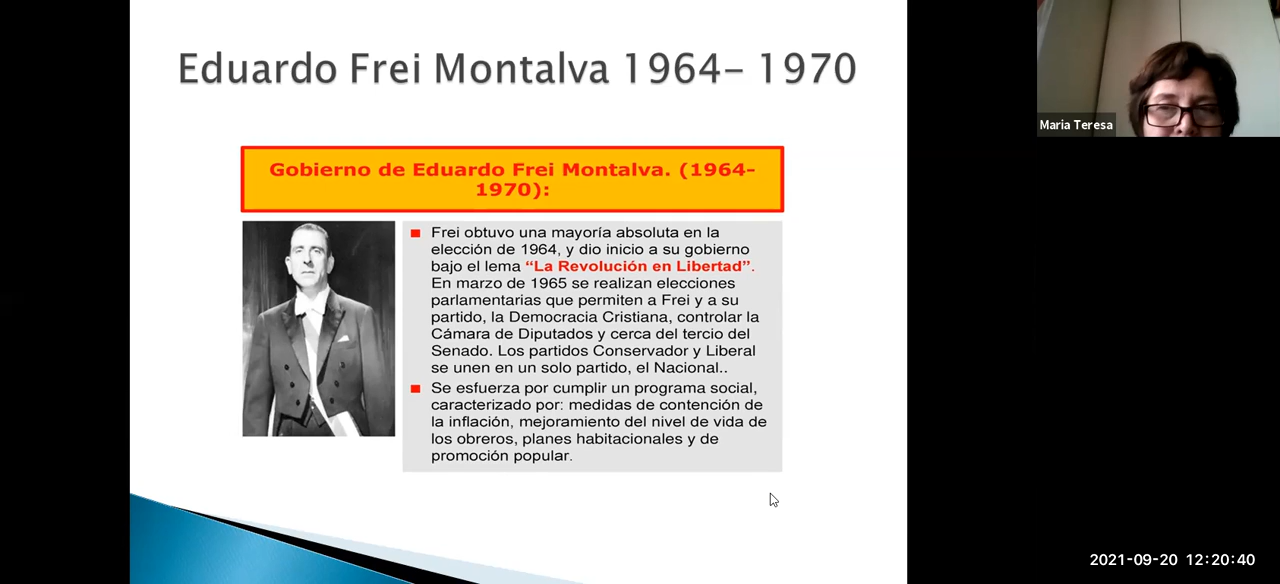 Eduardo Frei Montalva 1964– 1970
Maria Teresa
Gobierno de Eduardo Frei Montalva. (1964-
1970):
Frei obtuvo una mayoría absoluta en la
elección de 1964, y dio inicio a su gobierno
bajo el lema “La Revolución en Libertad”.
En marzo de 1965 se realizan elecciones
parlamentarias que permiten a Frei y a su
partido, la Democracia Cristiana, controlar la
Cámara de Diputados y cerca del tercio del
Senado. Los partidos Conservador y Liberal
se unen en un solo partido, el Nacional..
Se esfuerza por cumplir un programa social,
caracterizado por: medidas de contención de
la inflación, mejoramiento del nivel de vida de
los obreros, planes habitacionales y de
promoción popular.
2021-09-20 12:20:40